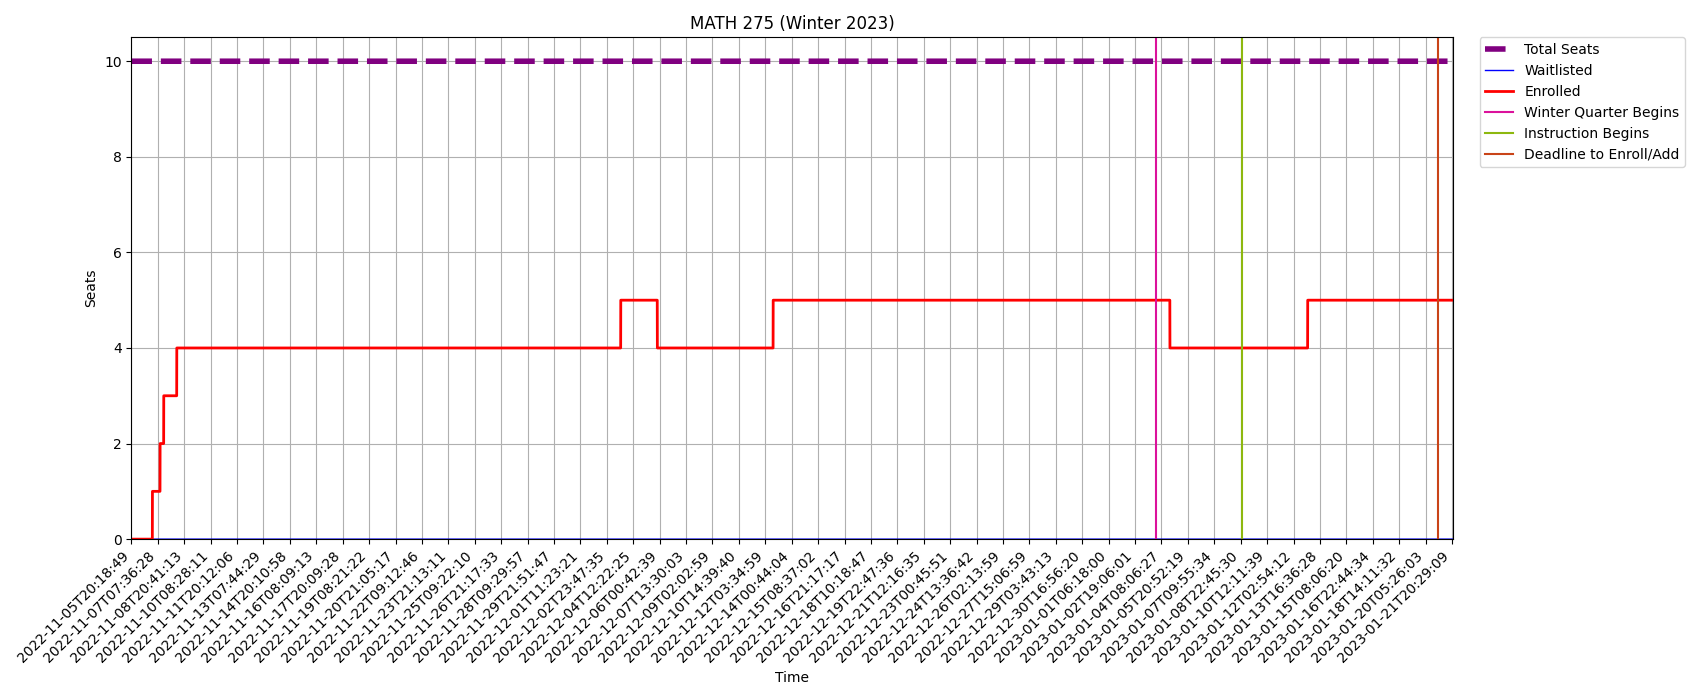 MATH 275 (Winter 2023)
Total Seats
Waitlisted
Enrolled
Winter Quarter Begins
Instruction Begins
Deadline to Enroll/Add
Seats
10
8
6
4
2
0
2022-11-05T20:18:49
2022-11-07T07:36:28
2022-11-08T20:41:13
2022-11-10T08:28:11
2022-11-11T20:12:06
2022-11-13T07:44:29
2022-11-14T20:10:58
2022-11-16T08:09:13
2022-11-17T20:09:28
2022-11-19T08:21:22
2022-11-20T21:05:17
2022-11-22T09:12:46
2022-11-23T21:13:11
2022-11-25T09:22:10
2022-11-26T21:17:33
2022-11-28T09:29:57
2022-11-29T21:51:47
2022-12-01T11:23:21
2022-12-02T23:47:35
2022-12-04T12:22:25
2022-12-06T00:42:39
2022-12-07T13:30:03
2022-12-09T02:02:59
2022-12-10T14:39:40
2022-12-12T03:34:59
2022-12-14T00:44:04
2022-12-15T08:37:02
2022-12-16T21:17:17
2022-12-18T10:18:47
2022-12-19T22:47:36
2022-12-21T12:16:35
2022-12-23T00:45:51
2022-12-24T13:36:42
2022-12-26T02:13:59
2022-12-27T15:06:59
2022-12-29T03:43:13
2022-12-30T16:56:20
2023-01-01T06:18:00
2023-01-02T19:06:01
2023-01-04T08:06:27
2023-01-05T20:52:19
2023-01-07T09:55:34
2023-01-08T22:45:30
2023-01-10T12:11:39
2023-01-12T02:54:12
2023-01-13T16:36:28
2023-01-15T08:06:20
2023-01-16T22:44:34
2023-01-18T14:11:32
2023-01-20T05:26:03
2023-01-21T20:29:09
Time